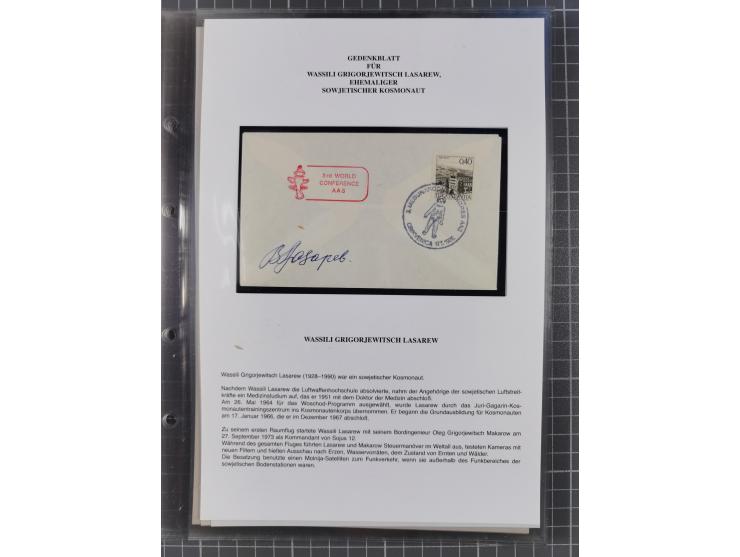 GEDENKBLATT
FÜR
WASSILI GRIGORJEWITSCH LASAREW,
EHEMALIGER
SOWJETISCHER KOSMONAUT
3rd WORLD
CONFERENCE
AAS
0,40
В Лазарев.
WASSILI GRIGORJEWITSCH LASAREW
Wassili Grigorjewitsch Lasarew (1928–1990) war ein sowjetischer Kosmonaut.
Nachdem Wassili Lasarew die Luftwaffenhochschule absolvierte, nahm der Angehörige der sowjetischen Luftstreit-
kräfte ein Medizinstudium auf, das er 1951 mit dem Doktor der Medizin abschloß.
Am 26. Mai 1964 für das Woschod-Programm ausgewählt, wurde Lasarew durch das Juri-Gagarin-Kos-
monautentrainingszentrum ins Kosmonautenkorps übernommen. Er begann die Grundausbildung für Kosmonauten
am 17. Januar 1966, die er im Dezember 1967 abschloß.
Zu seinem ersten Raumflug startete Wassili Lasarew mit seinem Bordingenieur Oleg Grigorjewitsch Makarow am
27. September 1973 als Kommandant von Sojus 12.
Während des gesamten Fluges führten Lasarew und Makarow Steuermanöver im Weltall aus, testeten Kameras mit
neuen Filtern und hielten Ausschau nach Erzen, Wasservorräten, dem Zustand von Ernten und Wälder.
Die Besatzung benutzte einen Molnija-Satelliten zum Funkverkehr, wenn sie außerhalb des Funkbereiches der
sowjetischen Bodenstationen waren.